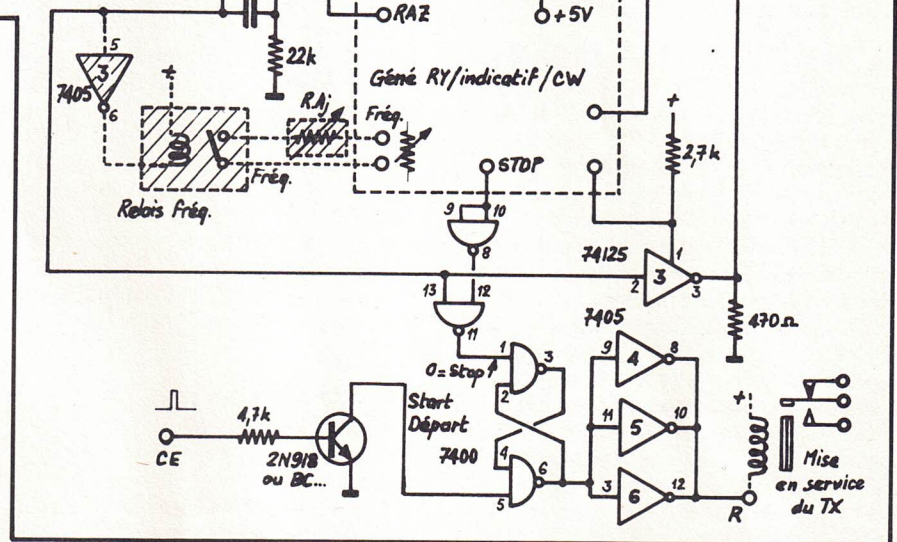 RAZ
+5V
5
3
7405
6
22k
+
RAj
Géné RY/indicatif/CW
Fréq.
Fréq.
Relais fréq.
STOP
+
2,7k
9 10
8
74125
1
2 3 3
13 12
11
470Ω
7405
1 3
0=Stop
2
9 4 8
Start
Départ
11 5 10
4,7k
CE
2N918
ou BC...
7400
4
6
5
3 6 12
+
R
Mise
en service
du TX